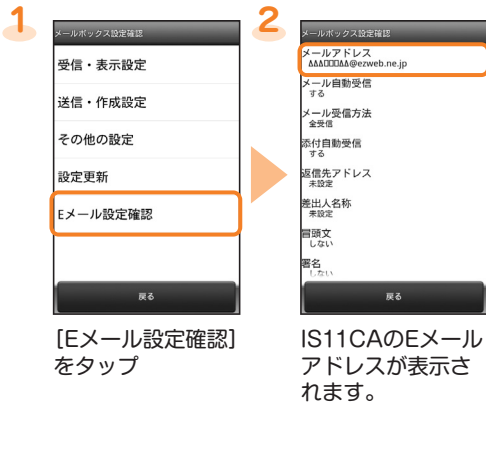 1
メールボックス設定確認
受信・表示設定
送信・作成設定
その他の設定
設定更新
Eメール設定確認
戻る
[Eメール設定確認]
をタップ
2
メールボックス設定確認
メールアドレス
△△△□□□△△@ezweb.ne.jp
メール自動受信
する
メール受信方法
全受信
添付自動受信
する
返信先アドレス
未設定
差出人名称
未設定
冒頭文
しない
署名
しない
戻る
IS11CAのEメール
アドレスが表示さ
れます。